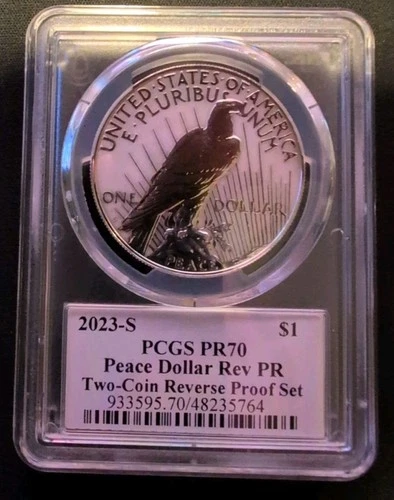 UNITED·STATES·OF·AMERICA
E·PLURIBUS UNUM
ONE DOLLAR
PEACE
2023-S $1
PCGS PR70
Peace Dollar Rev PR
Two-Coin Reverse Proof Set
933595.70/48235764